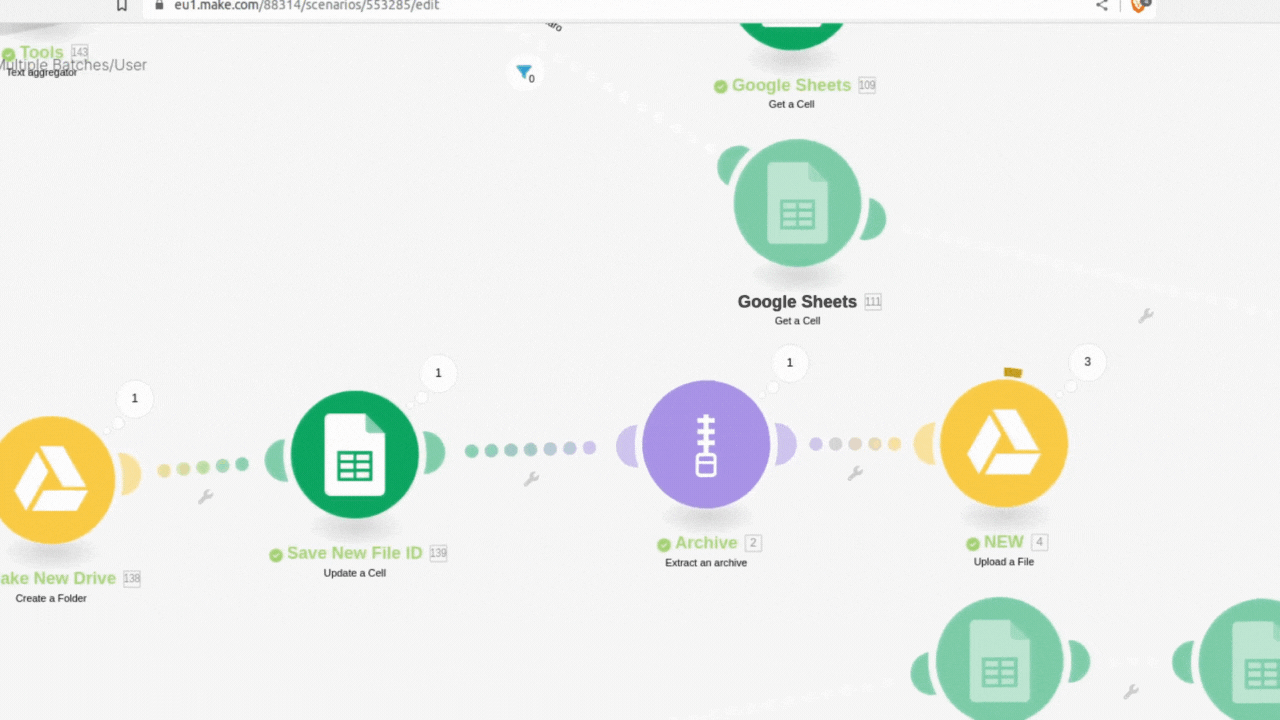 eu1.make.com/88314/scenarios/553285/edit
Tools 143
Multiple Batches/User
Text aggregator
0
Google Sheets 109
Get a Cell
Google Sheets 111
Get a Cell
1
1
1
3
ake New Drive 138
Create a Folder
Save New File ID 139
Update a Cell
Archive 2
Extract an archive
NEW 4
Upload a File